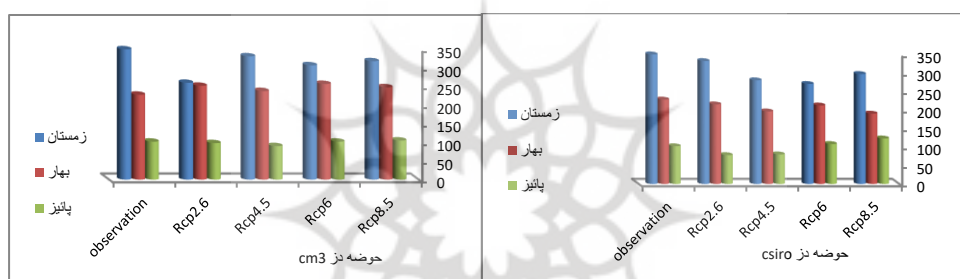 350
300
250
200
150
100
50
0
زمستان
بهار
پائیز
observation
Rcp2.6
Rcp4.5
Rcp6
Rcp8.5
حوضه دز cm3
350
300
250
200
150
100
50
0
زمستان
بهار
پائیز
observation
Rcp2.6
Rcp4.5
Rcp6
Rcp8.5
حوضه دز csiro